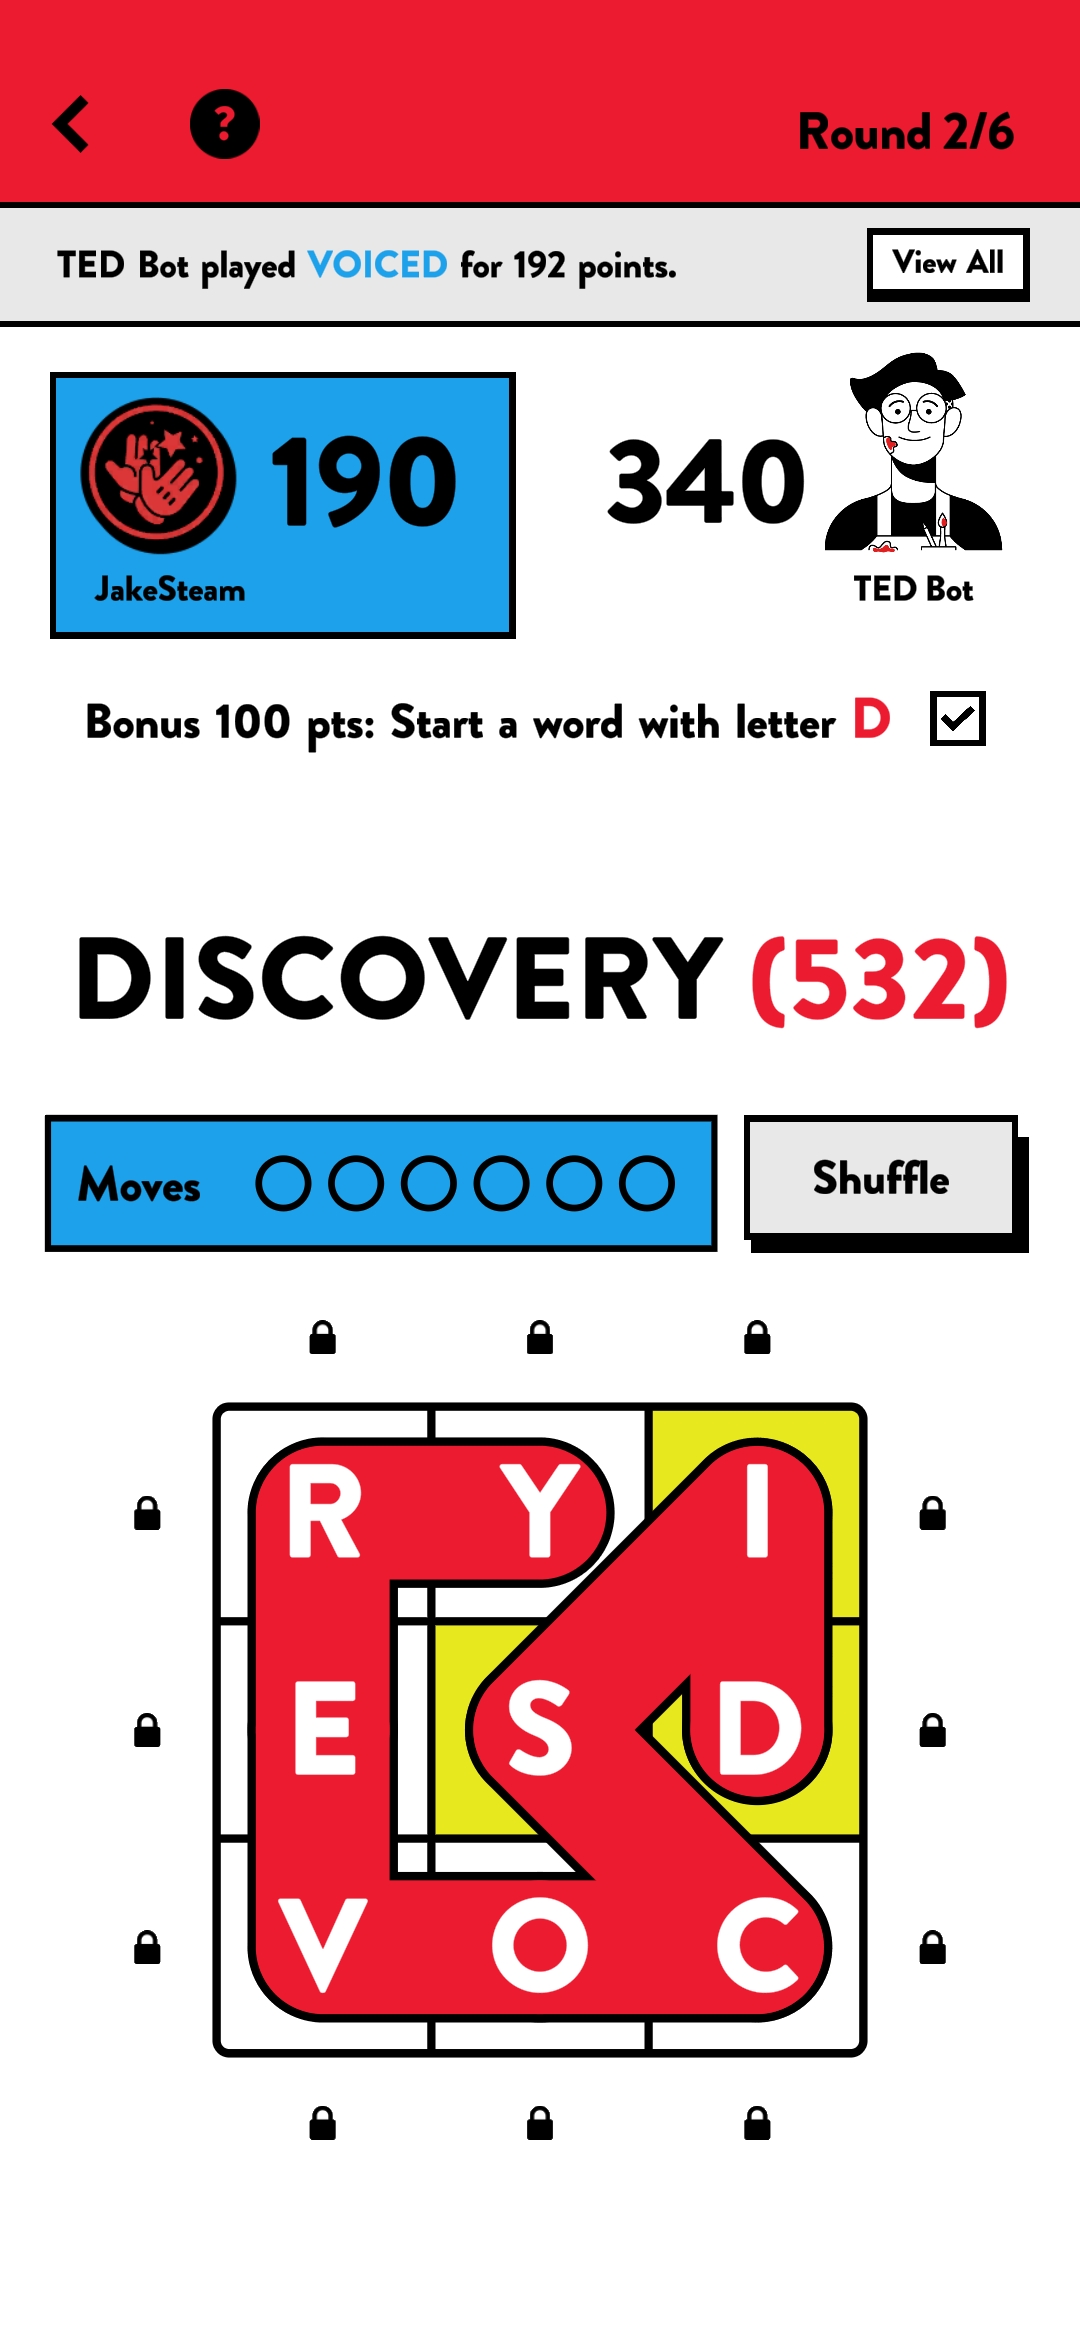 ?
Round 2/6
TED Bot played VOICED for 192 points.
View All
190
340
JakeSteam
TED Bot
Bonus 100 pts: Start a word with letter D
DISCOVERY (532)
Moves
Shuffle
R Y I
E S D
V O C